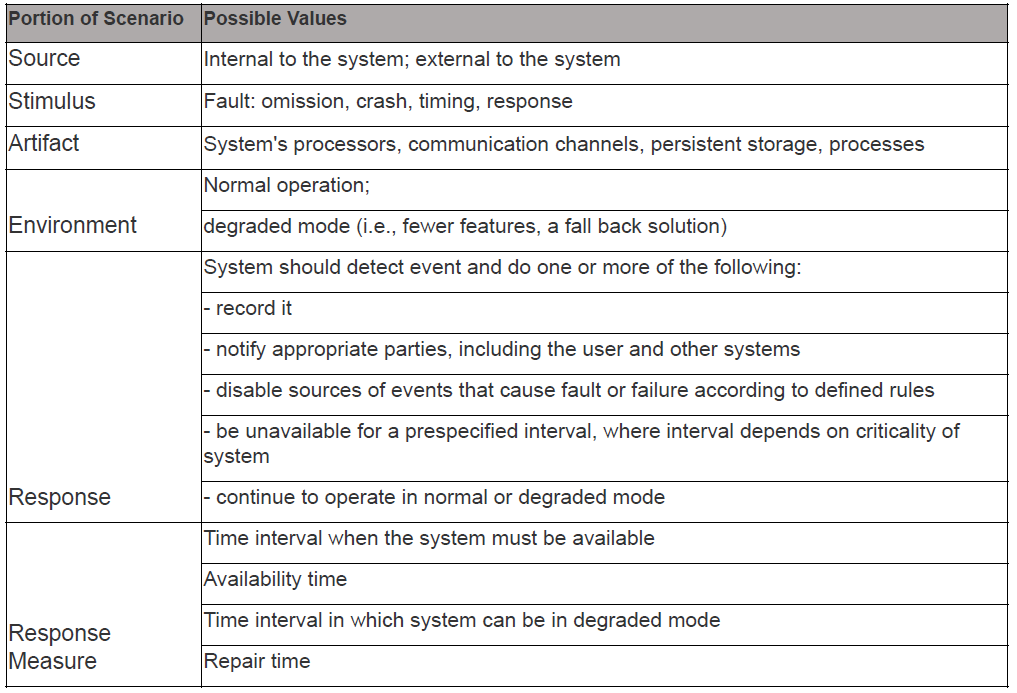 Portion of Scenario Possible Values
Source Internal to the system; external to the system
Stimulus Fault: omission, crash, timing, response
Artifact System's processors, communication channels, persistent storage, processes
Normal operation;
Environment degraded mode (i.e., fewer features, a fall back solution)
System should detect event and do one or more of the following:
- record it
- notify appropriate parties, including the user and other systems
- disable sources of events that cause fault or failure according to defined rules
- be unavailable for a prespecified interval, where interval depends on criticality of
system
Response - continue to operate in normal or degraded mode
Time interval when the system must be available
Availability time
Time interval in which system can be in degraded mode
Response
Measure Repair time